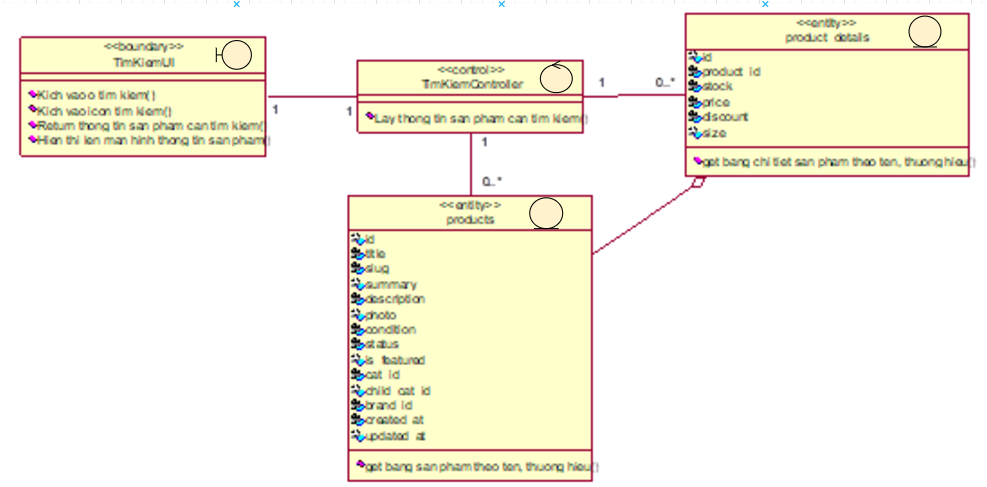 <<boundary>>
TimKiemUI
Kich vao o tim kiem()
Kich vao icon tim kiem()
Return thong tin san pham can tim kiem()
Hien thi len man hinh thong tin san pham()
1
1
<<control>>
TimKiemController
Lay thong tin san pham can tim kiem()
1
0..*
1
0..*
<<entity>>
product_details
id
product_id
stock
price
discount
size
get bang chi tiet san pham theo ten, thuong hieu()
<<entity>>
products
id
title
slug
summary
description
photo
condition
status
is_featured
cat_id
child_cat_id
brand_id
created_at
updated_at
get bang san pham theo ten, thuong hieu()